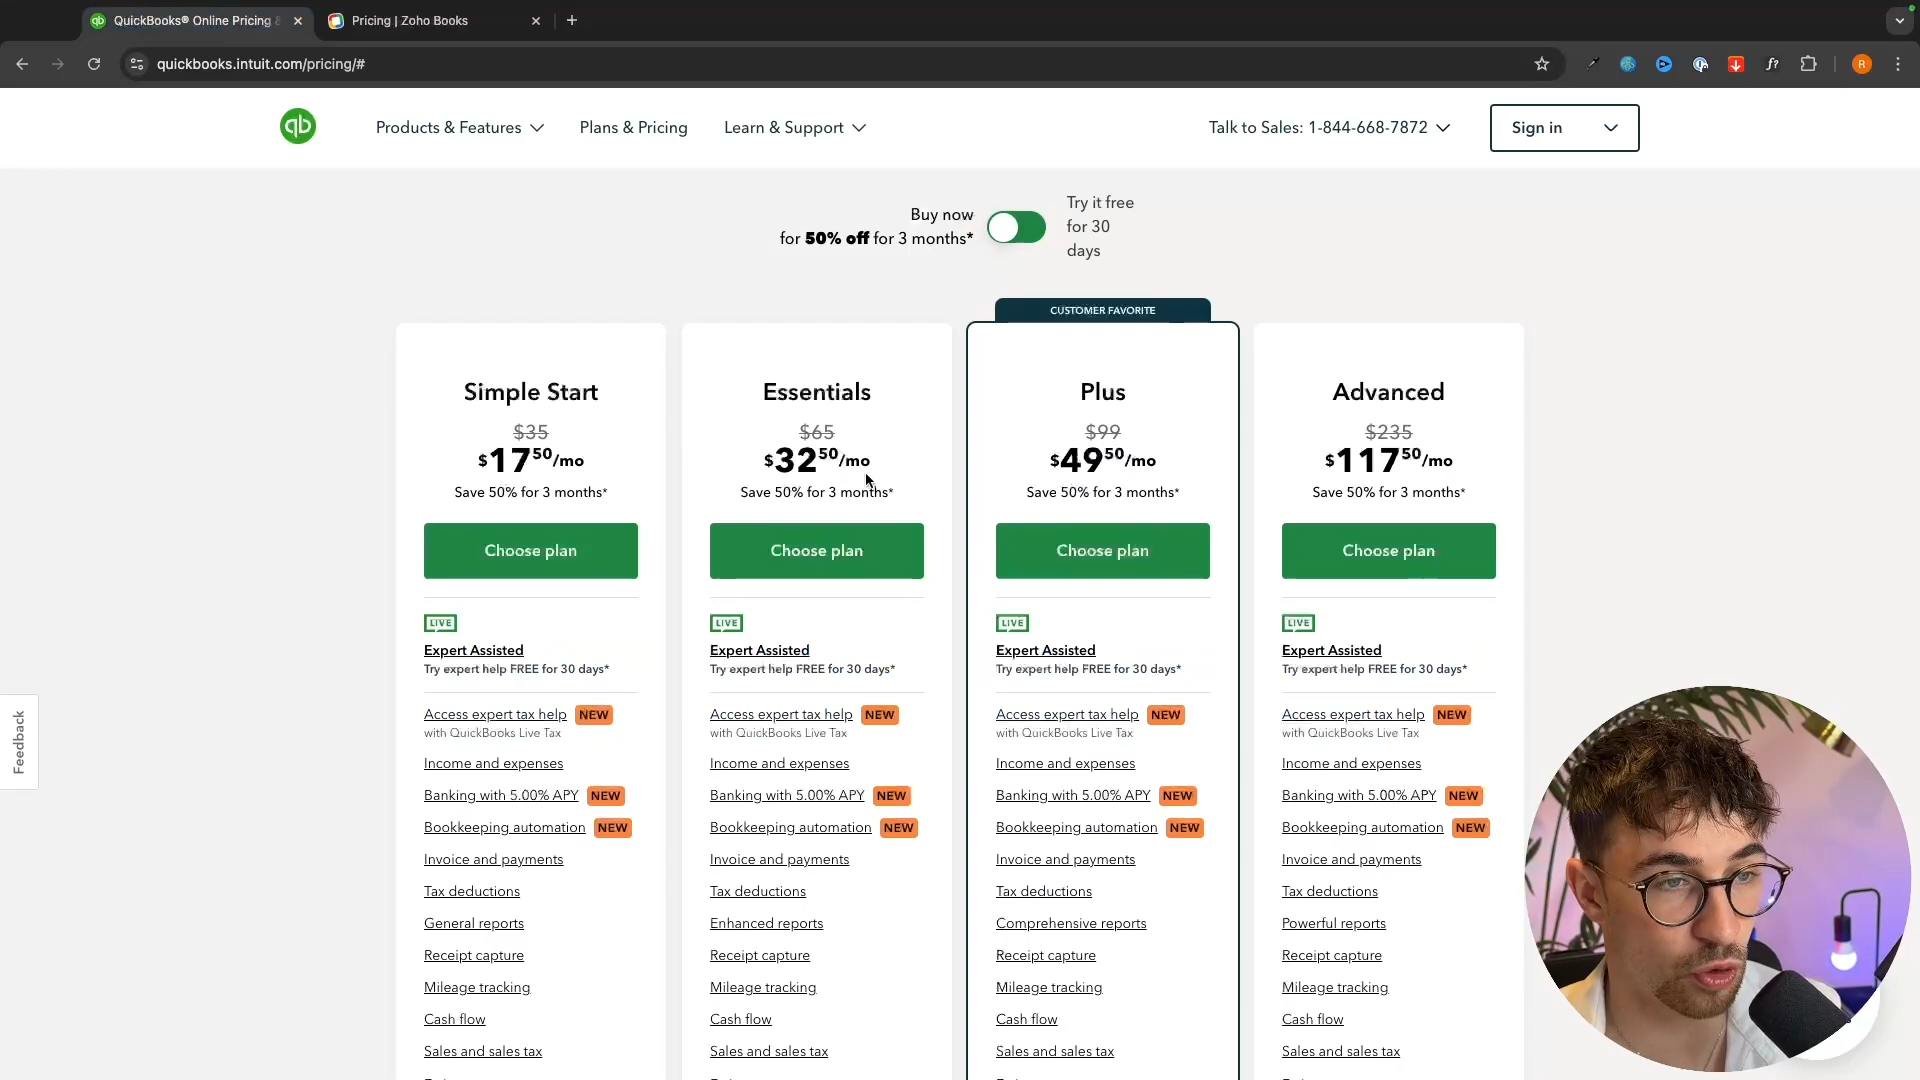 QuickBooks® Online Pricing &
Pricing | Zoho Books
quickbooks.intuit.com/pricing/#
R
qb
Products & Features
Plans & Pricing
Learn & Support
Talk to Sales: 1-844-668-7872
Sign in
Buy now
for 50% off for 3 months*
Try it free
for 30
days
CUSTOMER FAVORITE
Simple Start
$35
$17⁵⁰/mo
Save 50% for 3 months*
Choose plan
LIVE
Expert Assisted
Try expert help FREE for 30 days*
Access expert tax help NEW
with QuickBooks Live Tax
Income and expenses
Banking with 5.00% APY NEW
Bookkeeping automation NEW
Invoice and payments
Tax deductions
General reports
Receipt capture
Mileage tracking
Cash flow
Sales and sales tax
Essentials
$65
$32⁵⁰/mo
Save 50% for 3 months*
Choose plan
LIVE
Expert Assisted
Try expert help FREE for 30 days*
Access expert tax help NEW
with QuickBooks Live Tax
Income and expenses
Banking with 5.00% APY NEW
Bookkeeping automation NEW
Invoice and payments
Tax deductions
Enhanced reports
Receipt capture
Mileage tracking
Cash flow
Sales and sales tax
Plus
$99
$49⁵⁰/mo
Save 50% for 3 months*
Choose plan
LIVE
Expert Assisted
Try expert help FREE for 30 days*
Access expert tax help NEW
with QuickBooks Live Tax
Income and expenses
Banking with 5.00% APY NEW
Bookkeeping automation NEW
Invoice and payments
Tax deductions
Comprehensive reports
Receipt capture
Mileage tracking
Cash flow
Sales and sales tax
Advanced
$235
$117⁵⁰/mo
Save 50% for 3 months*
Choose plan
LIVE
Expert Assisted
Try expert help FREE for 30 days*
Access expert tax help NEW
with QuickBooks Live Tax
Income and expenses
Banking with 5.00% APY NEW
Bookkeeping automation NEW
Invoice and payments
Tax deductions
Powerful reports
Receipt capture
Mileage tracking
Cash flow
Sales and sales tax
Feedback